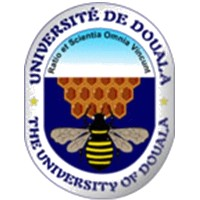 UNIVERSITÉ DE DOUALA
Ratio et Scientia Omnia Vincunt
THE UNIVERSITY OF DOUALA